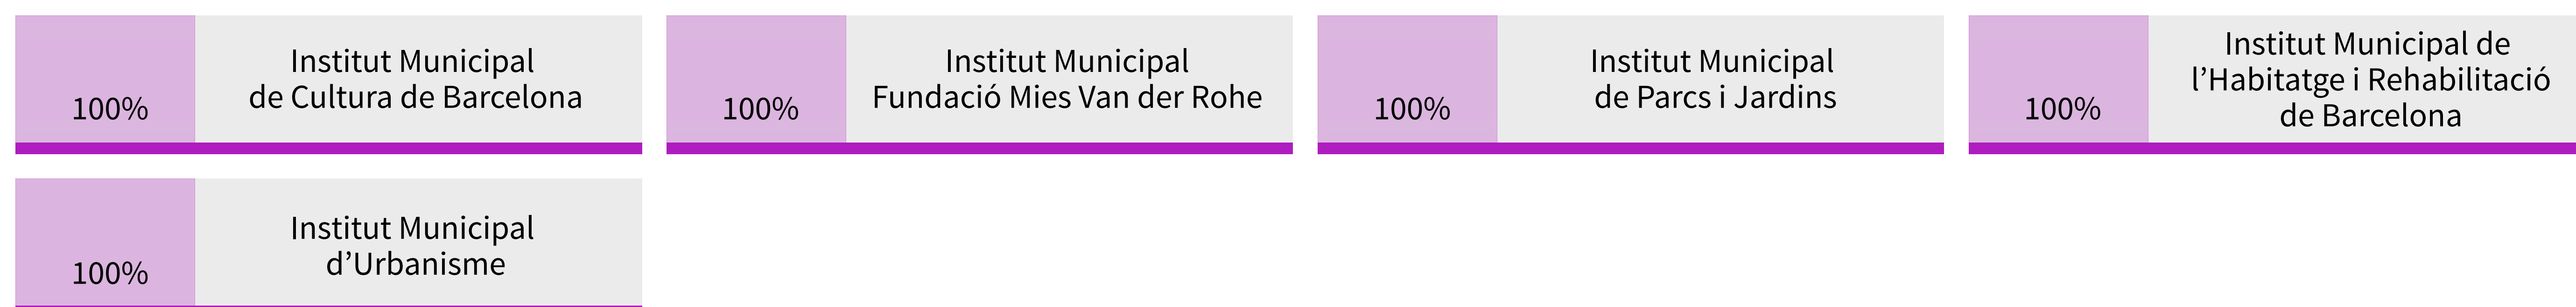 100%
Institut Municipal
de Cultura de Barcelona
100%
Institut Municipal
Fundació Mies Van der Rohe
100%
Institut Municipal
de Parcs i Jardins
100%
Institut Municipal de
l’Habitatge i Rehabilitació
de Barcelona
100%
Institut Municipal
d’Urbanisme